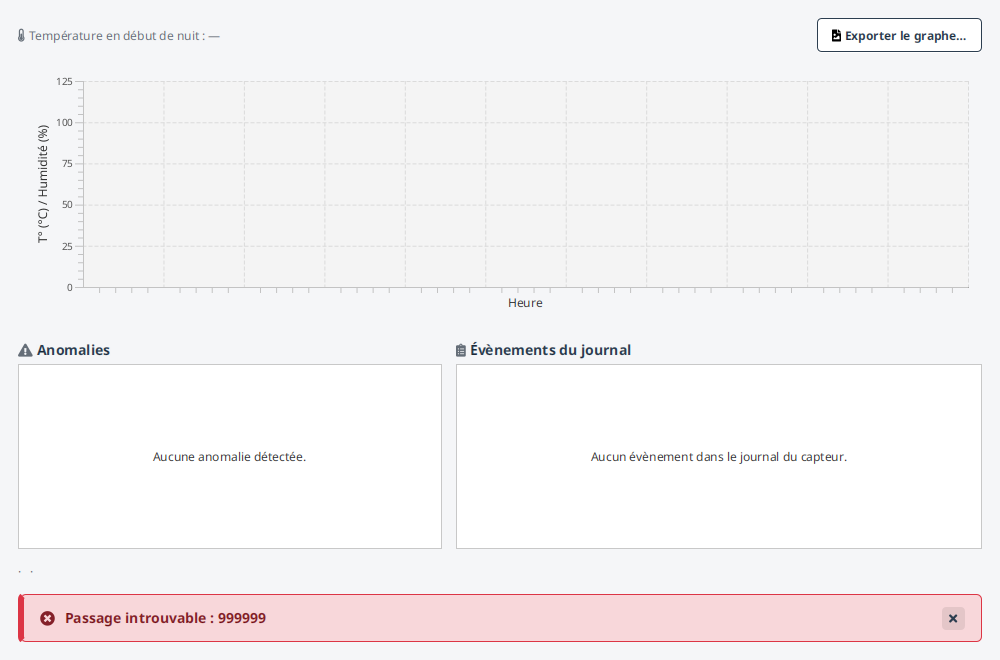 Température en début de nuit : —
Exporter le graphe...
125
100
75
50
25
0
T° (°C) / Humidité (%)
Heure
Anomalies
Évènements du journal
Aucune anomalie détectée.
Aucun évènement dans le journal du capteur.
. .
Passage introuvable : 999999